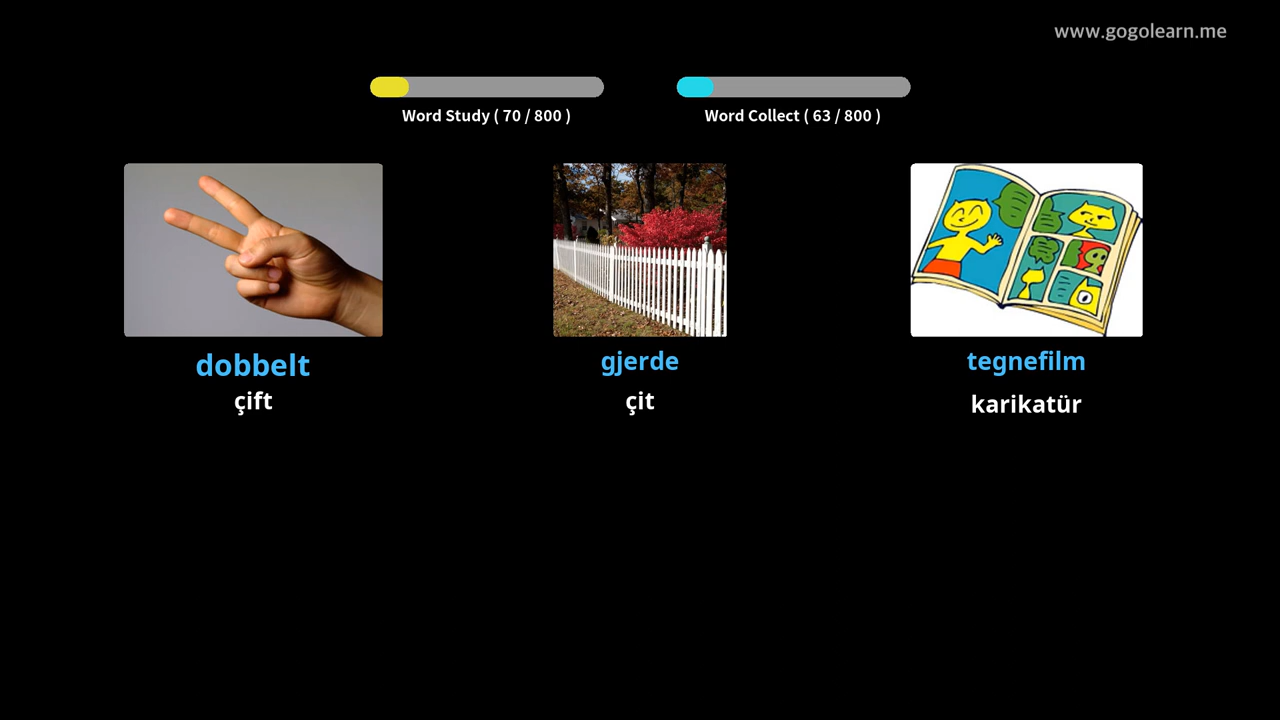 www.gogolearn.me
Word Study ( 70 / 800 )
Word Collect ( 63 / 800 )
dobbelt
gjerde
tegnefilm
çift
çit
karikatür